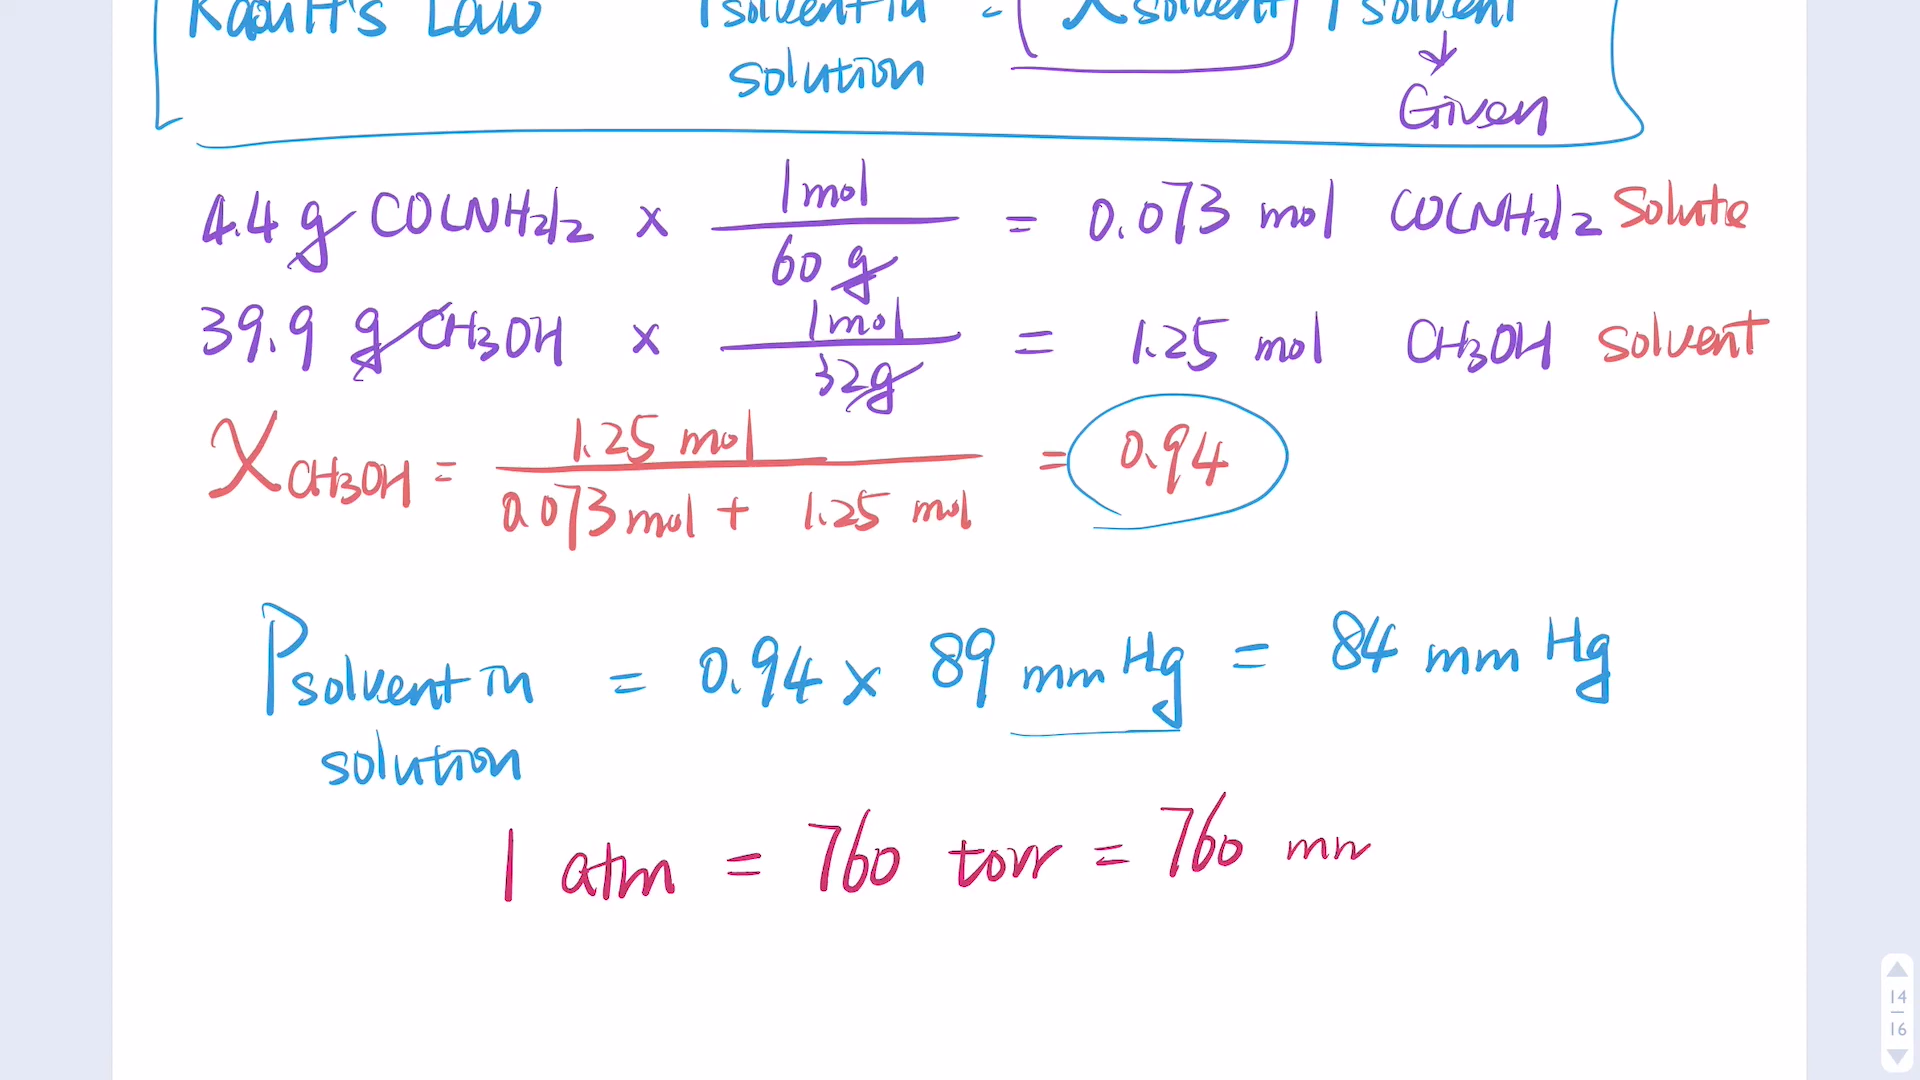 Raoult's Law Psolvent in = Xsolvent Psolvent
solution
Given
4.4 g CO(NH2)2 x 1 mol / 60 g = 0.073 mol CO(NH2)2 Solute
39.9 g CH3OH x 1 mol / 32 g = 1.25 mol CH3OH solvent
XCH3OH = 1.25 mol / 0.073 mol + 1.25 mol = 0.94
Psolvent in = 0.94 x 89 mm Hg = 84 mm Hg
solution
1 atm = 760 torr = 760 mm
14
16